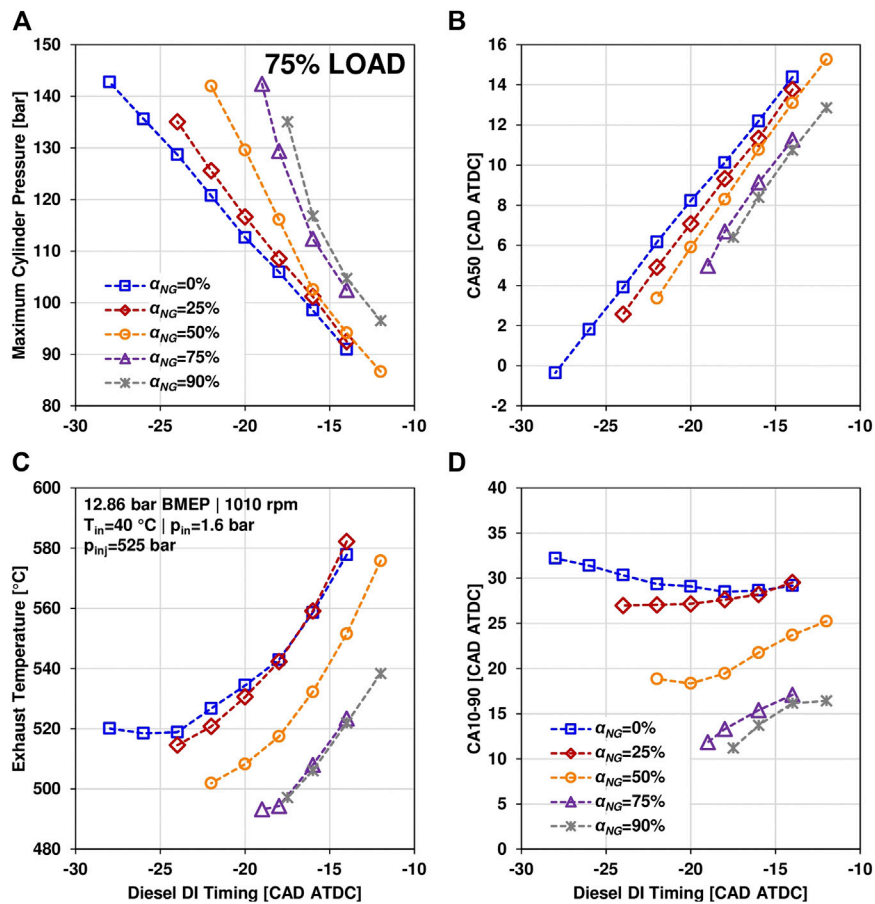 A
75% LOAD
Maximum Cylinder Pressure [bar]
150
140
130
120
110
100
90
80
αNG=0%
αNG=25%
αNG=50%
αNG=75%
αNG=90%
-30
-25
-20
-15
-10
B
CA50 [CAD ATDC]
16
14
12
10
8
6
4
2
0
-2
-30
-25
-20
-15
-10
C
Exhaust Temperature [°C]
600
580
560
540
520
500
480
12.86 bar BMEP | 1010 rpm
Tin=40 °C | pin=1.6 bar
pinj=525 bar
-30
-25
-20
-15
-10
Diesel DI Timing [CAD ATDC]
D
CA10-90 [CAD ATDC]
40
35
30
25
20
15
10
5
0
αNG=0%
αNG=25%
αNG=50%
αNG=75%
αNG=90%
-30
-25
-20
-15
-10
Diesel DI Timing [CAD ATDC]